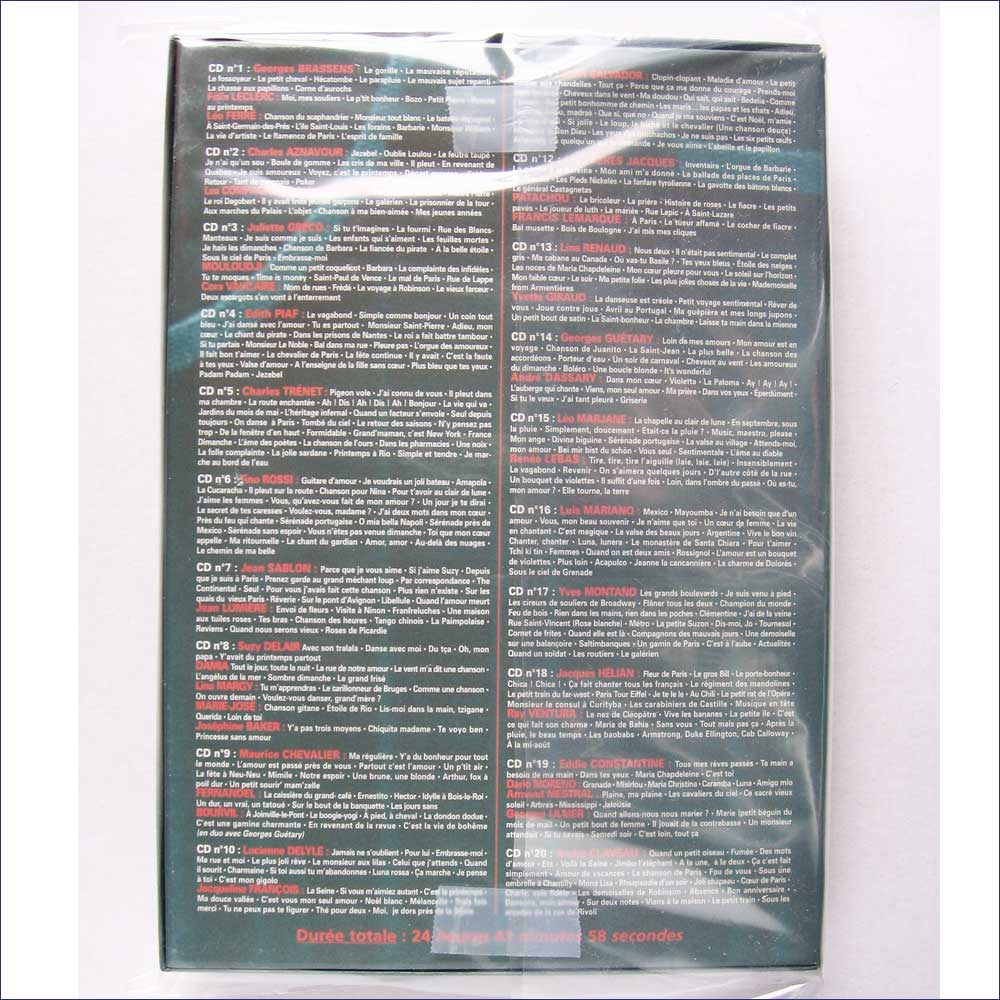 CD n°1 : Georges BRASSENS : Le gorille • La mauvaise réputation
Le fossoyeur • Le petit cheval • Hécatombe • Le parapluie • Le mauvais sujet repenti
La chasse aux papillons • Corne d'aurochs
Félix LECLERC : Moi, mes souliers • Le p'tit bonheur • Bozo • Petit
au printemps
Léo FERRE : Chanson du scaphandrier • Monsieur tout blanc • Le
À Saint-Germain-des-Prés • L'île Saint-Louis • Les forains • Barbarie • Monsieur
La vie d'artiste • Le flamenco de Paris • L'esprit de famille
CD n°2 : Charles AZNAVOUR : Jezebel • Oublie Loulou • Le feutre taupé •
Je n'ai qu'un sou • Boule de gomme • Les cris de ma ville • Il pleut • En revenant de
Québec • Je suis amoureux • Voyez, c'est le printemps •
Retour • Tant de monnaie • Poker
Les
Le roi Dagobert • Il y avait trois jeunes garçons • Le galérien • Le prisonnier de la tour •
Aux marches du Palais • L'objet • Chanson à ma bien-aimée • Mes jeunes années
CD n°3 : Juliette GRECO : Si tu t'imagines • La fourmi • Rue des Blancs-
Manteaux • Je suis comme je suis • Les enfants qui s'aiment • Les feuilles mortes •
Je hais les dimanches • Chanson de Barbara • La fiancée du pirate • À la belle étoile •
Sous le ciel de Paris • Embrasse-moi
MOULOUDJI : Comme un petit coquelicot • Barbara • La complainte des infidèles •
Tu te moques • Time is money • Saint-Paul de Vence • Le mal de Paris • Rue de Lappe
Cora VAUCAIRE : Nom de rues • Frédé • Le voyage à Robinson • Le vieux farceur •
Deux escargots s'en vont à l'enterrement
CD n°4 : Edith PIAF : Le vagabond • Simple comme bonjour • Un coin tout
bleu • J'ai dansé avec l'amour • Tu es partout • Monsieur Saint-Pierre • Adieu, mon
cœur • Le chant du pirate • Dans les prisons de Nantes • Le roi a fait battre tambour •
Si tu partais • Monsieur Le Noble • Bal dans ma rue • Pleure pas • L'orgue des amoureux •
Il fait bon t'aimer • Le chevalier de Paris • La fête continue • Il y avait • C'est la faute
à tes yeux • Valse d'amour • A l'enseigne de la fille sans cœur • Plus bleu que tes yeux •
Padam Padam • Jezebel
CD n°5 : Charles TRÉNET : Pigeon vole • J'ai connu de vous • Il pleut dans
ma chambre • La route enchantée • Ah ! Dis ! Ah ! Dis ! Ah ! Bonjour • La vie qui va •
Jardins du mois de mai • L'héritage infernal • Quand un facteur s'envole • Seul depuis
toujours • On danse à Paris • Tombé du ciel • Le retour des saisons • N'y pensez pas
trop • De la fenêtre d'en haut • Formidable • Grand'maman, c'est New York • France
Dimanche • L'âme des poètes • La chanson de l'ours • Dans les pharmacies • Une noix •
La folle complainte • La jolie sardane • Printemps à Rio • Simple et tendre • Je mar-
che au bord de l'eau
CD n°6 : Tino ROSSI : Guitare d'amour • Je voudrais un joli bateau • Amapola •
La Cucaracha • Il pleut sur la route • Chanson pour Nina • Pour t'avoir au clair de lune •
J'aime les femmes • Vous, qu'avez-vous fait de mon amour ? • Un jour je te dirai •
Le secret de tes caresses • Voulez-vous, madame ? • J'ai deux mots dans mon cœur •
Près du feu qui chante • Sérénade portugaise • O mia bella Napoli • Sérénade près de
Mexico • Sérénade sans espoir • Vous n'êtes pas venue dimanche • Toi que mon cœur
appelle • Ma ritournelle • Le chant du gardian • Amor, amor • Au-delà des nuages •
Le chemin de ma belle
CD n°7 : Jean SABLON : Parce que je vous aime • Si j'aime Suzy • Depuis
que je suis à Paris • Prenez garde au grand méchant loup • Par correspondance • The
Continental • Seul • Pour vous j'avais fait cette chanson • Plus rien n'existe • Sur les
quais du vieux Paris • Rêverie • Sur le pont d'Avignon • Libellule • Quand l'amour meurt
Jean LUMIÈRE : Envoi de fleurs • Visite à Ninon • Franfreluches • Une maison
aux tuiles roses • Tes bras • Chanson des heures • Tango chinois • La Paimpolaise •
Reviens • Quand nous serons vieux • Roses de Picardie
CD n°8 : Suzy DELAIR Avec son tralala • Danse avec moi • Du tça • Oh, mon
papa • Y'avait du printemps partout
DAMIA Tout le jour, toute la nuit • La rue de notre amour • Le vent m'a dit une chanson •
L'angélus de la mer • Sombre dimanche • Le grand frisé
Lina MARGY : Tu m'apprendras • Le carillonneur de Bruges • Comme une chanson •
On ouvre demain • Voulez-vous danser, grand'mère ?
MARIE-JOSÉ : Chanson gitane • Étoile de Rio • Lis-moi dans la main, tzigane •
Querida • Loin de toi
Joséphine BAKER : Y'a pas trois moyens • Chiquita madame • Te voyo ben •
Princesse sans amour
CD n°9 : Maurice CHEVALIER : Ma régulière • Y'a du bonheur pour tout
le monde • L'amour est passé près de vous • Partout c'est l'amour • Un p'tit air •
La fête à Neu-Neu • Mimile • Notre espoir • Une brune, une blonde • Arthur, fox à
poil dur • Un petit sourir' mam'zelle
FERNANDEL : La caissière du grand café • Ernestito • Hector • Idylle à Bois-le-Roi •
Un dur, un vrai, un tatoué • Sur le bout de la banquette • Les jours sans
BOURVIL : À Joinville-le-Pont • Le boogie-yogi • À pied, à cheval • La dondon dodue •
C'est une gamine charmante • En revenant de la revue • C'est la vie de bohème
(en duo avec Georges Guétary)
CD n°10 : Lucienne DELYLE : Jamais ne s'oublient • Pour lui • Embrasse-moi •
Ma rue et moi • Le plus joli rêve • Le monsieur aux lilas • Celui que j'attends • Quand
il sourit • Charmaine • Si toi aussi tu m'abandonnes • Luna rossa • Ça marche • Je pense
à toi • C'est mon gigolo
Jacqueline FRANÇOIS : La Seine • Si vous m'aimiez autant • C'est le printemps •
Ma douce vallée • C'est vous mon seul amour • Noël blanc • Mélancolie • Trois fois
merci • Tu ne peux pas te figurer • Thé pour deux • Moi, je dors près de la Seine
SALVADOR : Clopin-clopant • Maladie d'amour • Le petit
aux chandelles • Tout ça • Parce que ça me donne du courage • Prends-moi
Cheveux dans le vent • Ma doudou • Oui sait, qui sait • Bedelia • Comme
petit bonhomme de chemin • Les maris... les papas et les chats • Adieu,
madras • Que si, que no • Quand je me souviens • C'est Noël, m'amie •
Si jolie • Le loup, la biche et le chevalier (Une chanson douce) •
on Dieu • Les yeux des muchachos • Je ne suis pas • Les six petits œufs
quelqu'un qui te demande • Je vous aime • L'abeille et le papillon
CD n°12 : FRERES JACQUES : Inventaire • L'orgue de Barbarie •
Mon ami m'a donné • La ballade des places de Paris •
Les Pieds Nickelés • La fanfare tyrolienne • La gavotte des bâtons blancs •
Le général Castagnetas
PATACHOU : Le bricoleur • La prière • Histoire de roses • Le fiacre • Les petits
pavés • Le joueur de luth • La mariée • Rue Lepic • A Saint-Lazare
FRANCIS LEMARQUE : À Paris • Le tueur affamé • Le cocher de fiacre •
Bal musette • Bois de Boulogne • J'ai mis mes cliques
CD n°13 : Line RENAUD : Nous deux • Il n'était pas sentimental • Le complet
gris • Ma cabane au Canada • Où vas-tu Basile ? • Tes yeux bleus • Étoile des neiges •
Les noces de Maria Chapdeleine • Mon cœur pleure pour vous • Le soleil sur l'horizon •
Mon faible cœur • Le soir • Ma petite folie • Les plus jolies choses de la vie • Mademoiselle
from Armentières
Yvette GIRAUD : La danseuse est créole • Petit voyage sentimental • Rêver de
vous • Joue contre joue • Avril au Portugal • Ma guêpière et mes longs jupons •
Un petit bout de satin • La Saint-bonheur • La chambre • Laisse ta main dans la mienne
CD n°14 : Georges GUÉTARY : Loin de mes amours • Mon amour est en
voyage • Chanson de Juanito • La Saint-Jean • La plus belle • La chanson des
accordéons • Porteur d'eau • Un soir de carnaval • Cheveux au vent • Les amoureux
du dimanche • Boléro • Une boucle blonde • It's wonderful
André DASSARY : Dans mon cœur • Violetta • La Paloma • Ay ! Ay ! Ay ! •
L'auberge qui chante • Viens, mon seul amour • Ma prière • Dans vos yeux • Éperdûment •
Si tu le veux • J'ai tant pleuré • Griserie
CD n°15 : Léo MARJANE : La chapelle au clair de lune • En septembre, sous
la pluie • Simplement, doucement • Était-ce la pluie ? • Music, maestro, please •
Mon ange • Divine biguine • Sérénade portugaise • La valse au village • Attends-moi,
mon amour • Bei mir bist du schön • Vous seul • Sentimentale • L'âme au diable
Renée LEBAS : Tire, tire, tire l'aiguille (laie, laie, laie) • Insensiblement •
Le vagabond • Revenir • On s'aimera quelques jours • D'l'autre côté de la rue •
Un bouquet de violettes • Il suffit d'une fois • Loin, dans l'ombre du passé • Où es-tu,
mon amour ? • Elle tourne, la terre
CD n°16 : Luis MARIANO : Mexico • Mayoumba • Je n'ai besoin que d'un
amour • Vous, mon beau souvenir • Je n'aime que toi • Un cœur de femme • La vie
en chantant • C'est magique • La valse des beaux jours • Argentine • Vive le bon vin
Chanter, chanter • Luna, lunera • Le monastère de Santa Chiara • Pour t'aimer •
Tchi ki tin • Femmes • Quand on est deux amis • Rossignol • L'amour est un bouquet
de violettes • Plus loin • Acapulco • Jeanne la cancannière • Le charme de Dolorès •
Sous le ciel de Grenade
CD n°17 : Yves MONTAND Les grands boulevards • Je suis venu à pied •
Les cireurs de souliers de Broadway • Flâner tous les deux • Champion du monde •
Feu de bois • Rien dans les mains, rien dans les poches • Clémentine • J'ai de la veine •
Rue Saint-Vincent (Rose blanche) • Métro • La petite Suzon • Dis-moi, Jo • Tournesol •
Cornet de frites • Quand elle est là • Compagnons des mauvais jours • Une demoiselle
sur une balançoire • Saltimbanques • Un gamin de Paris • C'est à l'aube • Actualités •
Quand un soldat • Les routiers • Le galérien
CD n°18 : Jacques HÉLIAN : Fleur de Paris • Le gros Bill • Le porte-bonheur •
Chica ! Chica ! • Ça fait chanter tous les français • Le régiment des mandolines •
Le petit train du far-west • Paris Tour Eiffel • Je te le le • Au Chili • Le petit rat de l'Opéra •
Monsieur le consul à Curityba • Les carabiniers de Castille • Musique en tête
Ray VENTURA : Le nez de Cléopâtre • Vive les bananes • La petite île • C'est
ce qui fait son charme • Maria de Bahia • Sans vous • Tout mais pas ça • Après la
pluie, le beau temps • Les baobabs • Armstrong, Duke Ellington, Cab Calloway •
À la mi-août
CD n°19 : Eddie CONSTANTINE : Tous mes rêves passés • Ta main a
besoin de ma main • Dans tes yeux • Maria Chapdeleine • C'est toi
Dario MORENO : Granada • Misirlou • Maria Christina • Caramba • Luna • Amigo mio
Armand MESTRAL : Plaine, ma plaine • Les cavaliers du ciel • Ce sacré vieux
soleil • Arbres • Mississippi • Jalousie
Georges ULMER : Quand allons-nous nous marier ? • Marie (petit béguin du
mois de mai • Un petit bout de femme • Il jouait de la contrebasse • Un monsieur
attendait • Si tu savais • Samedi soir • C'est loin, tout ça
CD n°20 : André CLAVEAU : Quand un petit oiseau • Fumée • Des mots
d'amour • Été • Voilà la Seine • Jimbo l'éléphant • A la une, à la deux • Ça c'est fait
simplement • Amour de vacances • La chanson de Paris • Fou de vous • Sous une
ombrelle à Chantilly • Mona Lisa • Rhapsodie d'un soir • Joli chapeau • Cœur de Paris •
Charle, sois fidèle • Les demoiselles de Robinson • Absence • Bon anniversaire •
Dansons, mon amour • Sur deux notes • Viens à la maison • Le petit train • Sous les
arcades de la rue de Rivoli
Durée totale : 24 heures 41 minutes 58 secondes